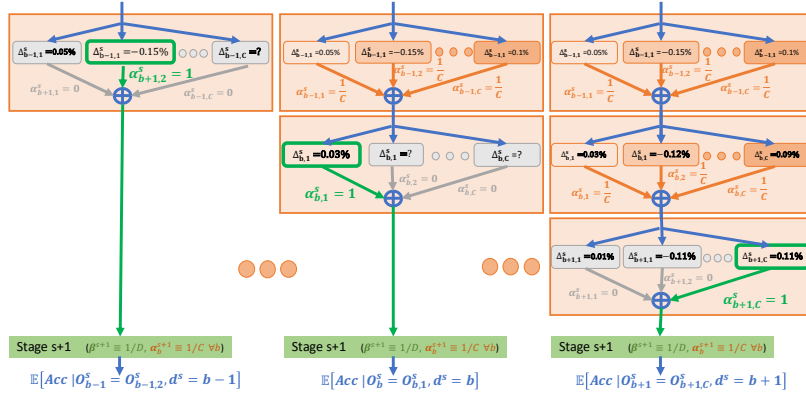 Δ^s_{b−1,1}=0.05%
Δ^s_{b−1,1}=−0.15%
Δ^s_{b−1,C}=?
α^s_{b+1,2} = 1
α^s_{b+1,1} = 0
α^s_{b−1,C} = 0
Stage s+1 (β^{s+1} ≡ 1/D, α_b^{s+1} ≡ 1/C ∀b)
𝔼[Acc |O^s_{b−1} = O^s_{b−1,2}, d^s = b − 1]
Δ^s_{b−1,1}=0.05%
Δ^s_{b−1,1}=−0.15%
Δ^s_{b−1,C}=0.1%
α^s_{b−1,1}=1/C
α^s_{b−1,2}=1/C
α^s_{b−1,C}=1/C
Δ^s_{b,1}=0.03%
Δ^s_{b,1}=?
Δ^s_{b,C}=?
α^s_{b,1} = 1
α^s_{b,2} = 0
α^s_{b,C} = 0
Stage s+1 (β^{s+1} ≡ 1/D, α_b^{s+1} ≡ 1/C ∀b)
𝔼[Acc |O^s_b = O^s_{b,1}, d^s = b]
Δ^s_{b−1,1}=0.05%
Δ^s_{b−1,1}=−0.15%
Δ^s_{b−1,C}=0.1%
α^s_{b−1,1}=1/C
α^s_{b−1,2}=1/C
α^s_{b−1,C}=1/C
Δ^s_{b,1}=0.03%
Δ^s_{b,1}=−0.12%
Δ^s_{b,C}=0.09%
α^s_{b,1}=1/C
α^s_{b,2}=1/C
α^s_{b,C}=1/C
Δ^s_{b+1,1}=0.01%
Δ^s_{b+1,1}=−0.11%
Δ^s_{b+1,C}=0.11%
α^s_{b+1,1} = 0
α^s_{b+1,2} = 0
α^s_{b+1,C} = 1
Stage s+1 (β^{s+1} ≡ 1/D, α_b^{s+1} ≡ 1/C ∀b)
𝔼[Acc |O^s_{b+1} = O^s_{b+1,C}, d^s = b + 1]